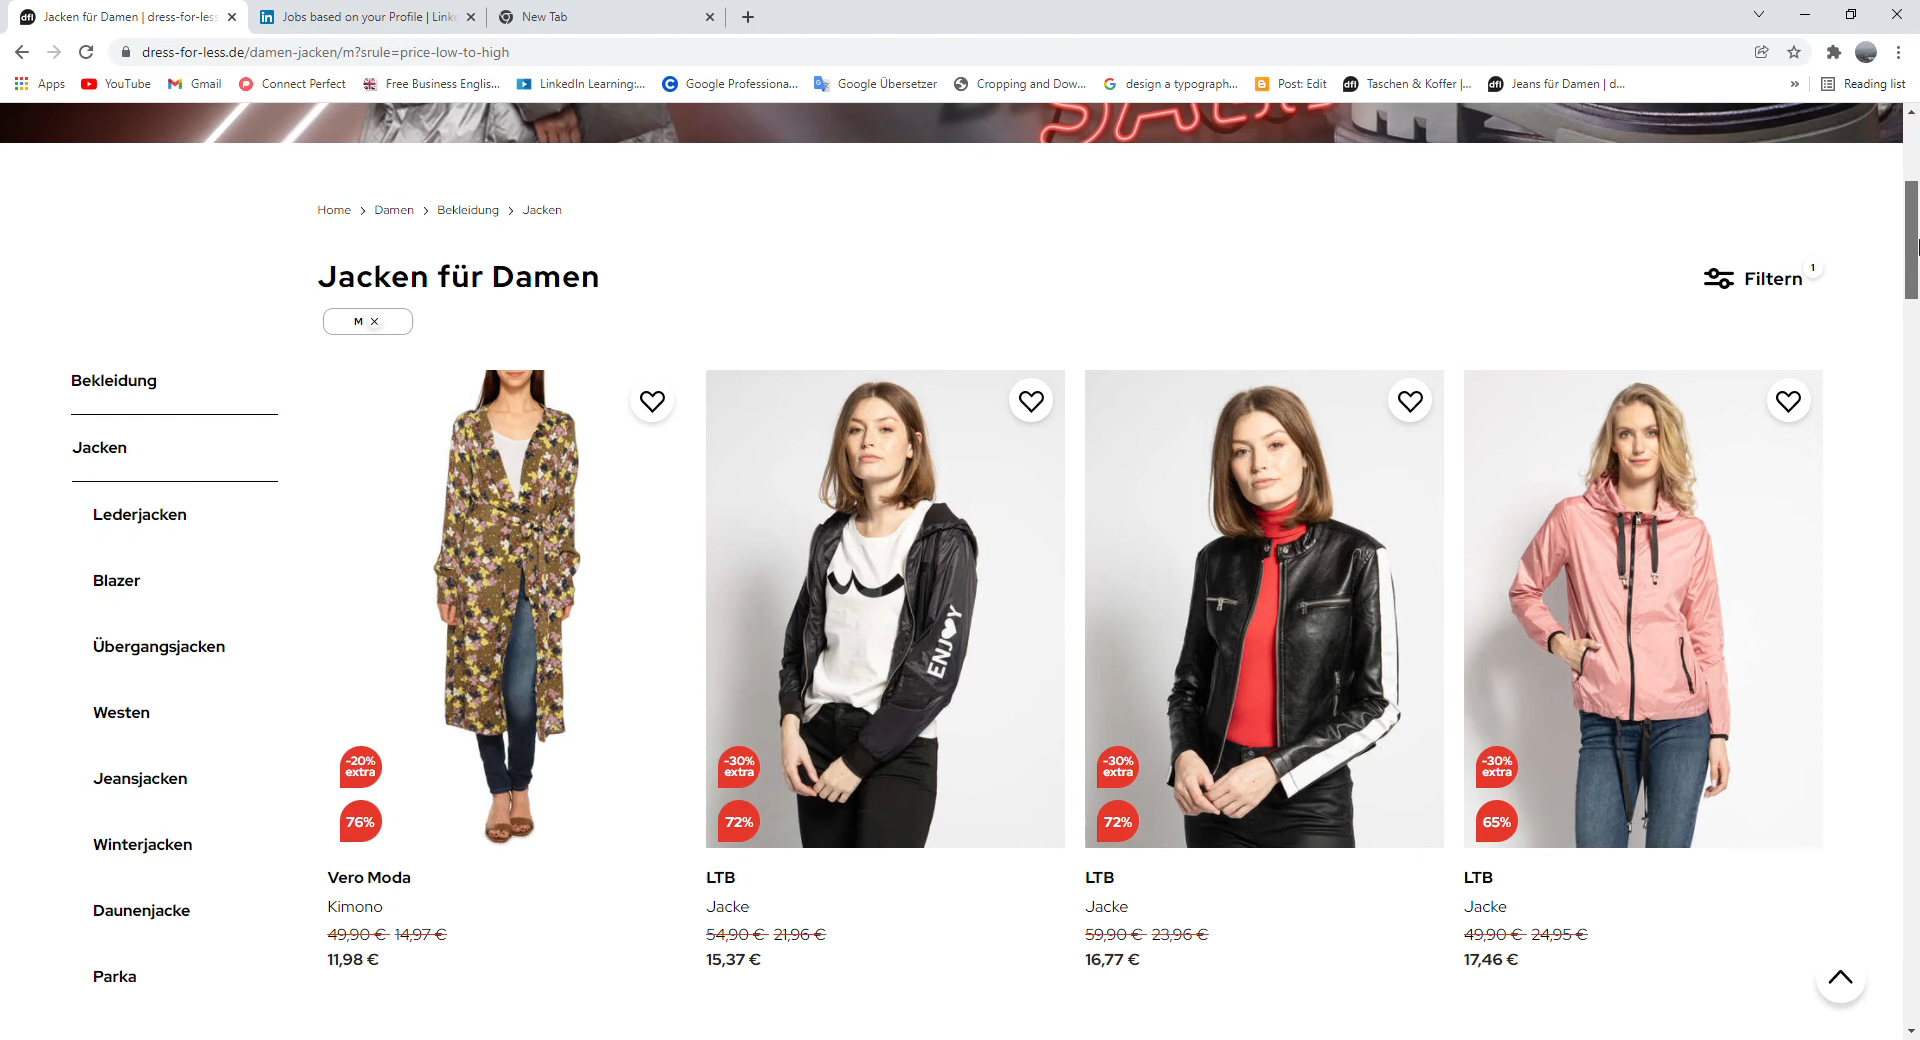 Jacken für Damen | dress-for-less
Jobs based on your Profile | Linke
New Tab
dress-for-less.de/damen-jacken/m?srule=price-low-to-high
Apps
YouTube
Gmail
Connect Perfect
Free Business Englis...
LinkedIn Learning:...
Google Professiona...
Google Übersetzer
Cropping and Dow...
design a typograph...
Post: Edit
Taschen & Koffer |...
Jeans für Damen | d...
»
Reading list
Home > Damen > Bekleidung > Jacken
Jacken für Damen
Filtern 1
M ×
Bekleidung
Jacken
Lederjacken
Blazer
Übergangsjacken
Westen
Jeansjacken
Winterjacken
Daunenjacke
Parka
-20%
extra
76%
Vero Moda
Kimono
49,90 € 14,97 €
11,98 €
ENJOY
-30%
extra
72%
LTB
Jacke
54,90 € 21,96 €
15,37 €
-30%
extra
72%
LTB
Jacke
59,90 € 23,96 €
16,77 €
-30%
extra
65%
LTB
Jacke
49,90 € 24,95 €
17,46 €